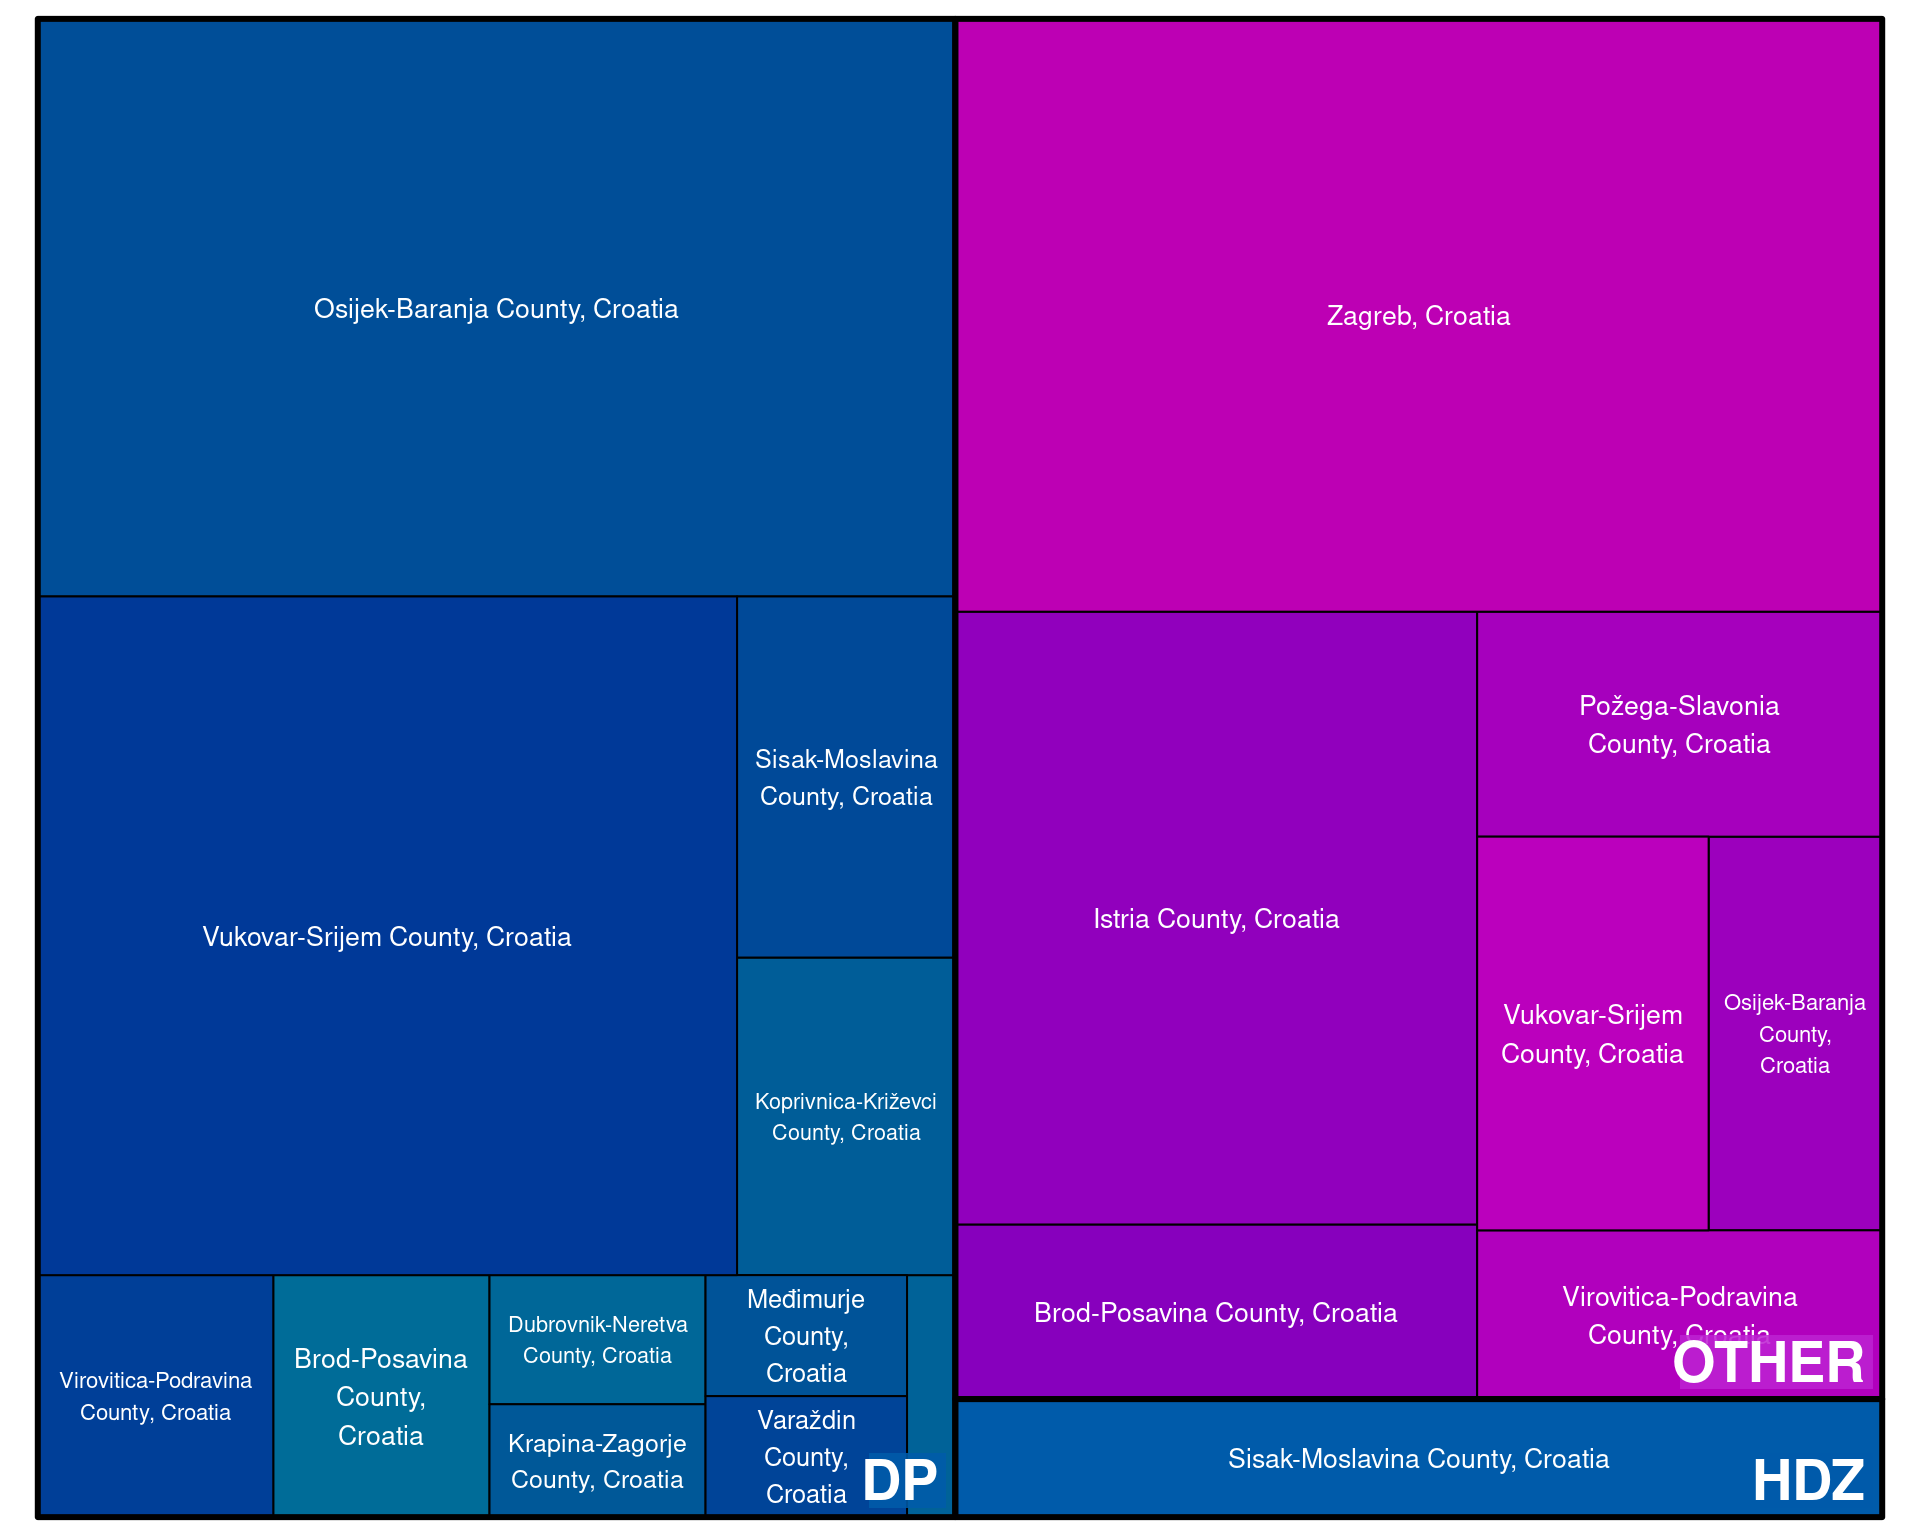 Osijek-Baranja County, Croatia
Vukovar-Srijem County, Croatia
Sisak-Moslavina
County, Croatia
Koprivnica-Križevci
County, Croatia
Virovitica-Podravina
County, Croatia
Brod-Posavina
County,
Croatia
Dubrovnik-Neretva
County, Croatia
Krapina-Zagorje
County, Croatia
Međimurje
County,
Croatia
Varaždin
County,
Croatia
DP
Zagreb, Croatia
Istria County, Croatia
Požega-Slavonia
County, Croatia
Vukovar-Srijem
County, Croatia
Osijek-Baranja
County,
Croatia
Brod-Posavina County, Croatia
Virovitica-Podravina
County, Croatia
OTHER
Sisak-Moslavina County, Croatia
HDZ